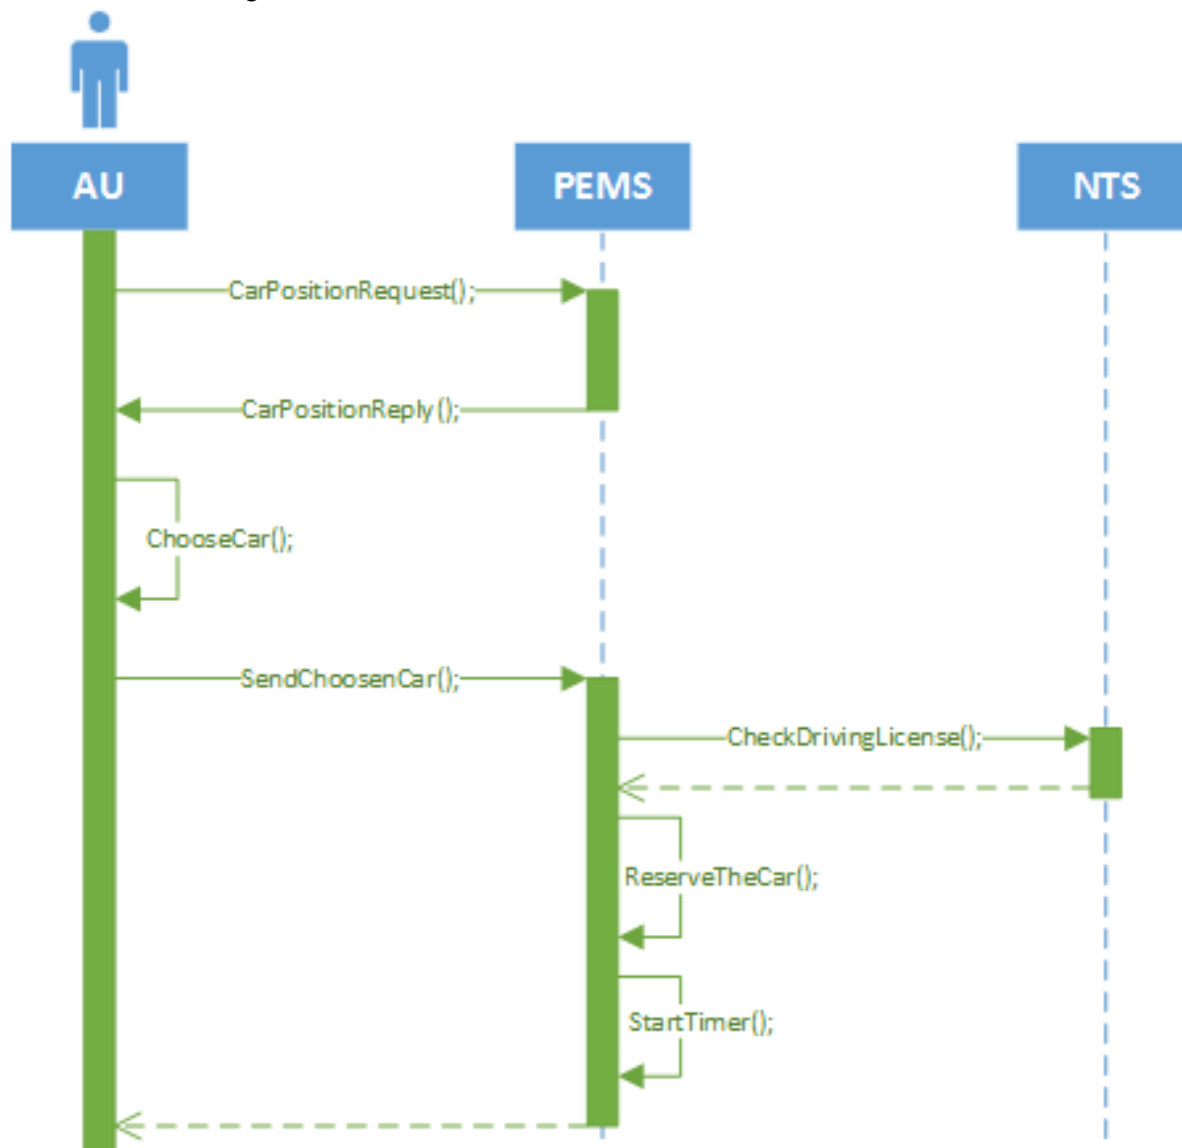 AU
PEMS
NTS
CarPositionRequest();
CarPositionReply();
ChooseCar();
SendChoosenCar();
CheckDrivingLicense();
ReserveTheCar();
StartTimer();